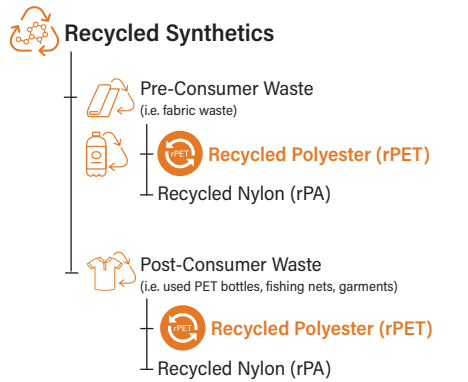 Recycled Synthetics
Pre-Consumer Waste
(i.e. fabric waste)
rPET
Recycled Polyester (rPET)
Recycled Nylon (rPA)
Post-Consumer Waste
(i.e. used PET bottles, fishing nets, garments)
rPET
Recycled Polyester (rPET)
Recycled Nylon (rPA)